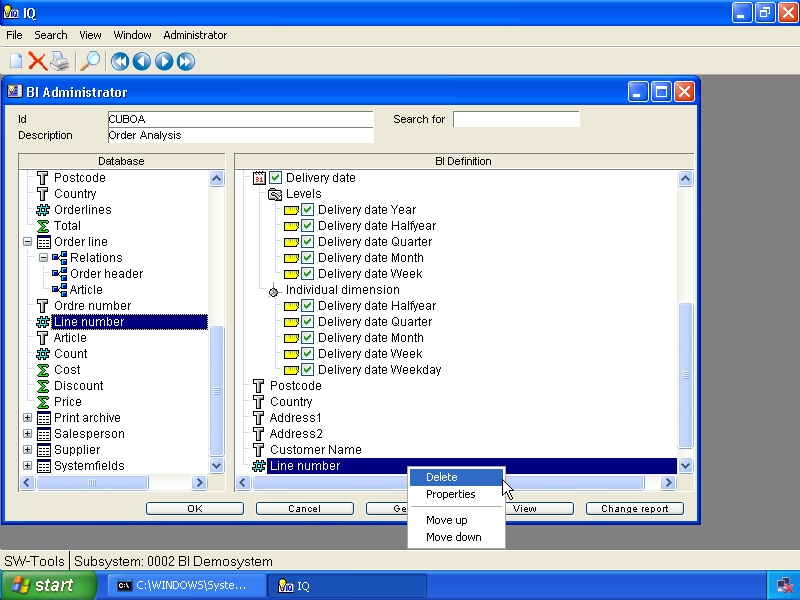 IQ
File Search View Window Administrator
BI Administrator
Id CUBOA Search for
Description Order Analysis
Database BI Definition
Postcode
Country
Orderlines
Total
Order line
Relations
Order header
Article
Ordre number
Line number
Article
Count
Cost
Discount
Price
Print archive
Salesperson
Supplier
Systemfields
Delivery date
Levels
Delivery date Year
Delivery date Halfyear
Delivery date Quarter
Delivery date Month
Delivery date Week
Individual dimension
Delivery date Halfyear
Delivery date Quarter
Delivery date Month
Delivery date Week
Delivery date Weekday
Postcode
Country
Address1
Address2
Customer Name
Line number
Delete
Properties
Move up
Move down
OK Cancel Ge View Change report
SW-Tools Subsystem: 0002 BI Demosystem
start C:\WINDOWS\Syste... IQ